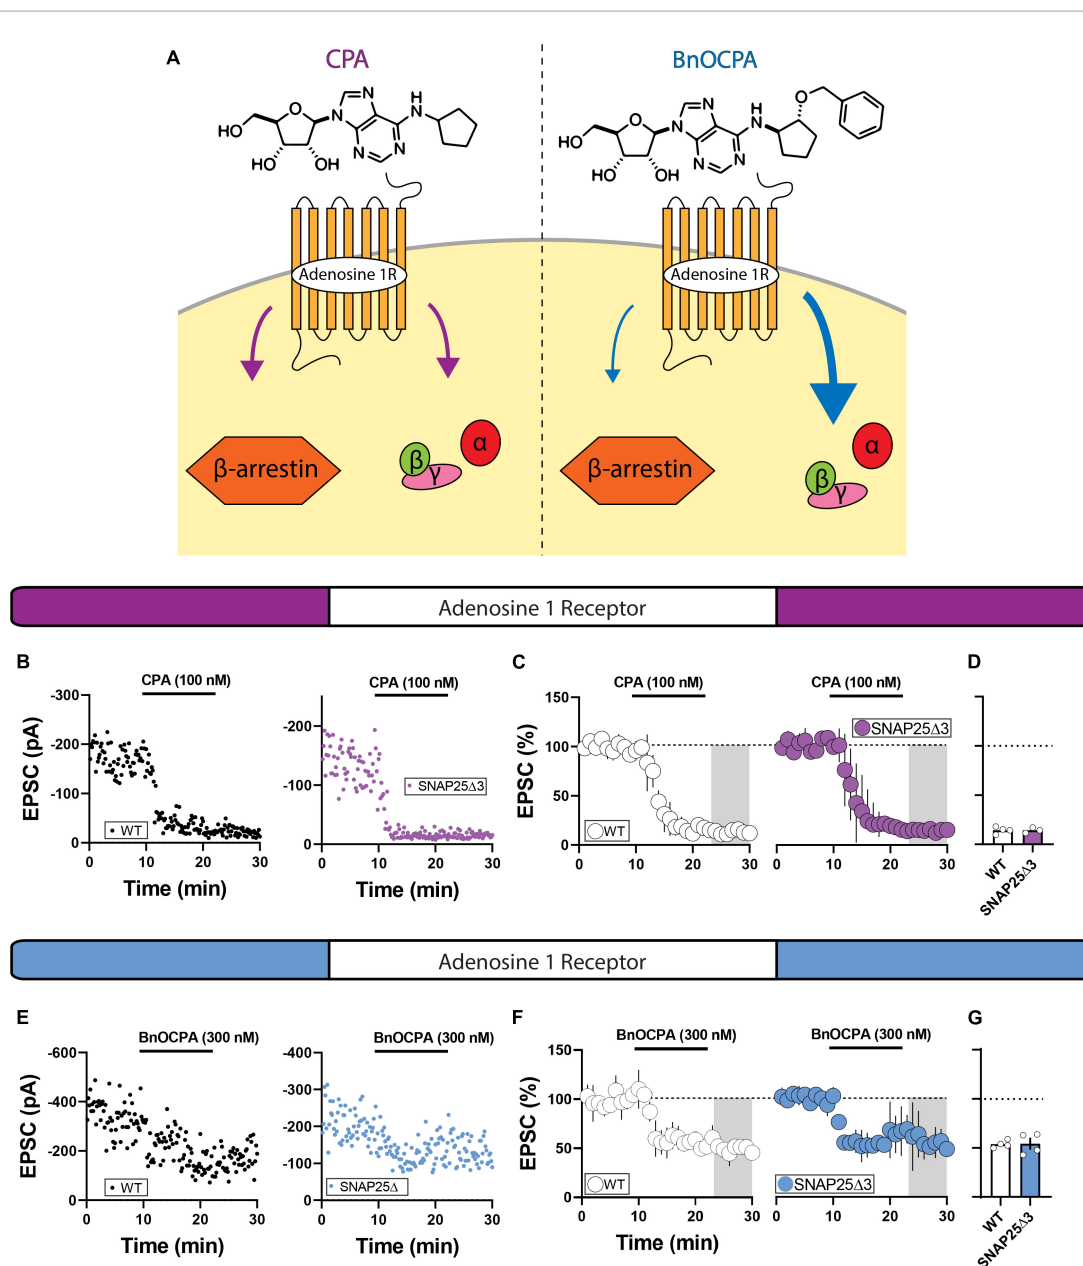 A
CPA
BnOCPA
HO
O
HO
OH
N
N
N
N
H
N
HO
O
HO
OH
N
N
N
N
H
N
O
Adenosine 1R
Adenosine 1R
β-arrestin
β
γ
α
β-arrestin
β
γ
α
Adenosine 1 Receptor
B
CPA (100 nM)
CPA (100 nM)
EPSC (pA)
-300
-200
-100
0
WT
0 10 20 30
Time (min)
-200
-100
0
SNAP25Δ3
0 10 20 30
Time (min)
C
CPA (100 nM)
CPA (100 nM)
EPSC (%)
150
100
50
0
WT
SNAP25Δ3
0 10 20 30
0 10 20 30
D
WT
SNAP25Δ3
Adenosine 1 Receptor
E
BnOCPA (300 nM)
BnOCPA (300 nM)
EPSC (pA)
-600
-400
-200
0
WT
0 10 20 30
Time (min)
-400
-300
-200
-100
0
SNAP25Δ
0 10 20 30
Time (min)
F
BnOCPA (300 nM)
BnOCPA (300 nM)
EPSC (%)
150
100
50
0
WT
SNAP25Δ3
0 10 20 30
Time (min)
0 10 20 30
G
WT
SNAP25Δ3